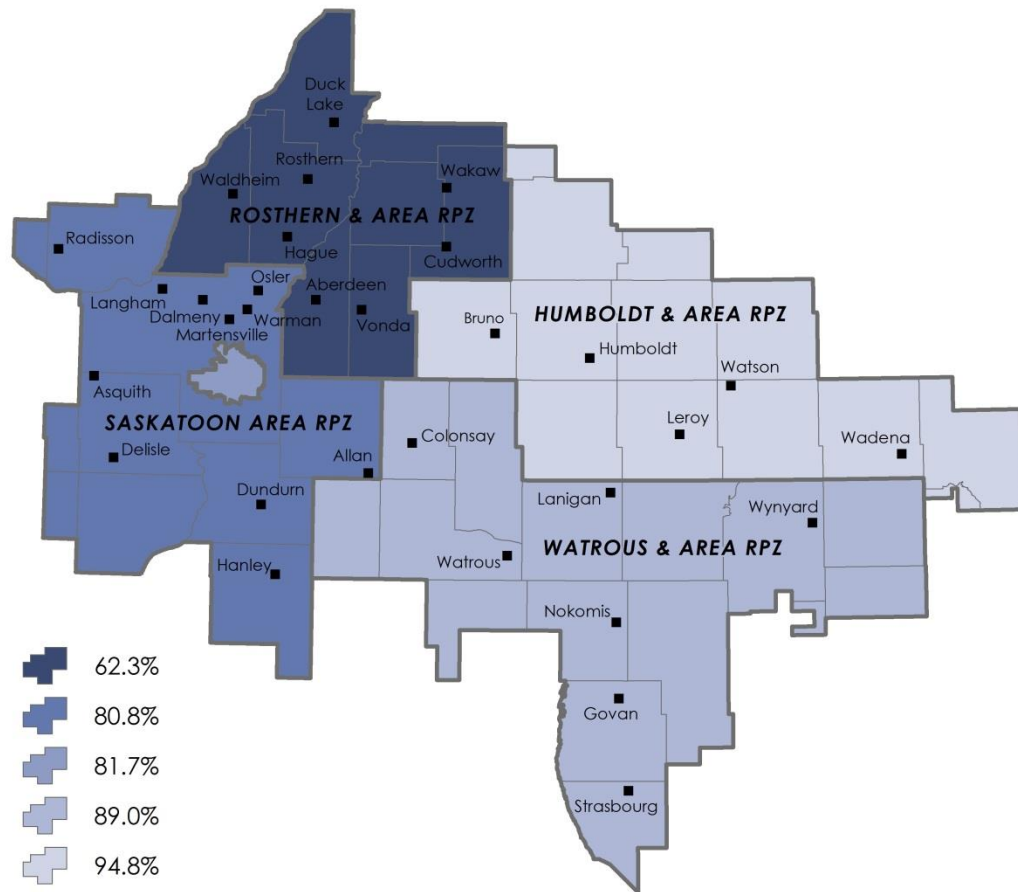 Duck
Lake
Rosthern
Waldheim
Wakaw
ROSTHERN & AREA RPZ
Radisson
Hague
Cudworth
Osler
Langham
Aberdeen
Dalmeny
Warman
Vonda
Martensville
HUMBOLDT & AREA RPZ
Bruno
Humboldt
Watson
Asquith
SASKATOON AREA RPZ
Leroy
Colonsay
Wadena
Delisle
Allan
Dundurn
Lanigan
Wynyard
WATROUS & AREA RPZ
Watrous
Hanley
Nokomis
Govan
Strasbourg
62.3%
80.8%
81.7%
89.0%
94.8%